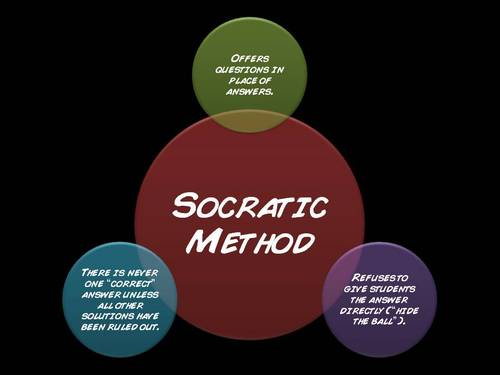 Offers
questions in
place of
answers.
Socratic
Method
There is never
one "correct"
answer unless
all other
solutions have
been ruled out.
Refuses to
give students
the answer
directly ("hide
the ball").